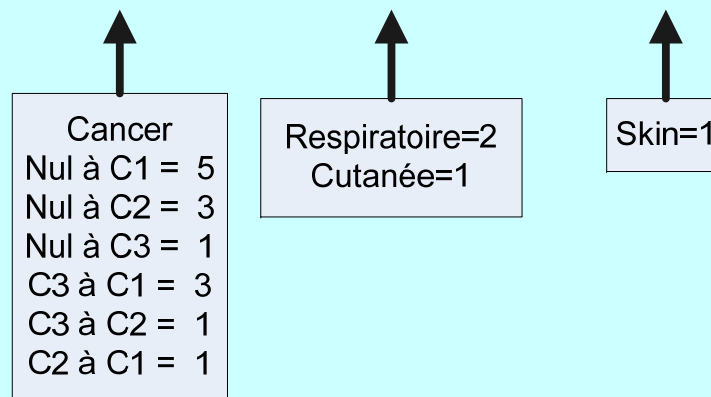 Cancer
Nul à C1 = 5
Nul à C2 = 3
Nul à C3 = 1
C3 à C1 = 3
C3 à C2 = 1
C2 à C1 = 1
Respiratoire=2
Cutanée=1
Skin=1